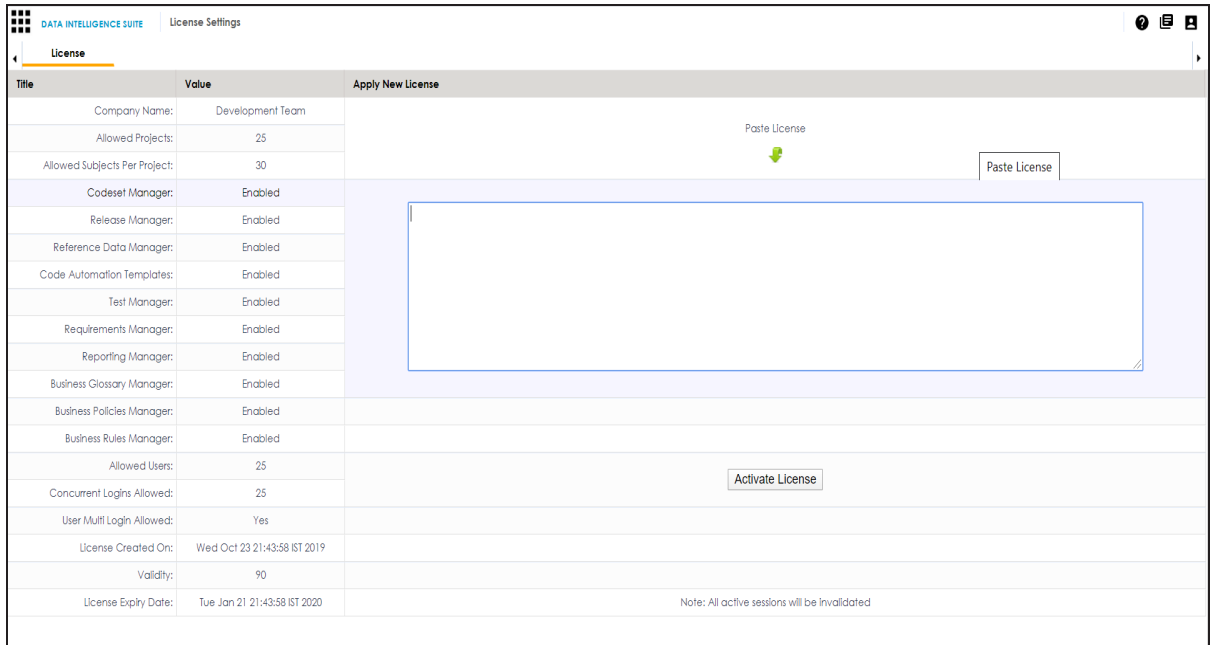 DATA INTELLIGENCE SUITE License Settings
License
Title Value Apply New License
Company Name: Development Team
Paste License
Allowed Projects: 25
Allowed Subjects Per Project: 30
Paste License
Codeset Manager: Enabled
Release Manager: Enabled
Reference Data Manager: Enabled
Code Automation Templates: Enabled
Test Manager: Enabled
Requirements Manager: Enabled
Reporting Manager: Enabled
Business Glossary Manager: Enabled
Business Policies Manager: Enabled
Business Rules Manager: Enabled
Allowed Users: 25
Activate License
Concurrent Logins Allowed: 25
User Multi Login Allowed: Yes
License Created On: Wed Oct 23 21:43:58 IST 2019
Validity: 90
License Expiry Date: Tue Jan 21 21:43:58 IST 2020 Note: All active sessions will be invalidated